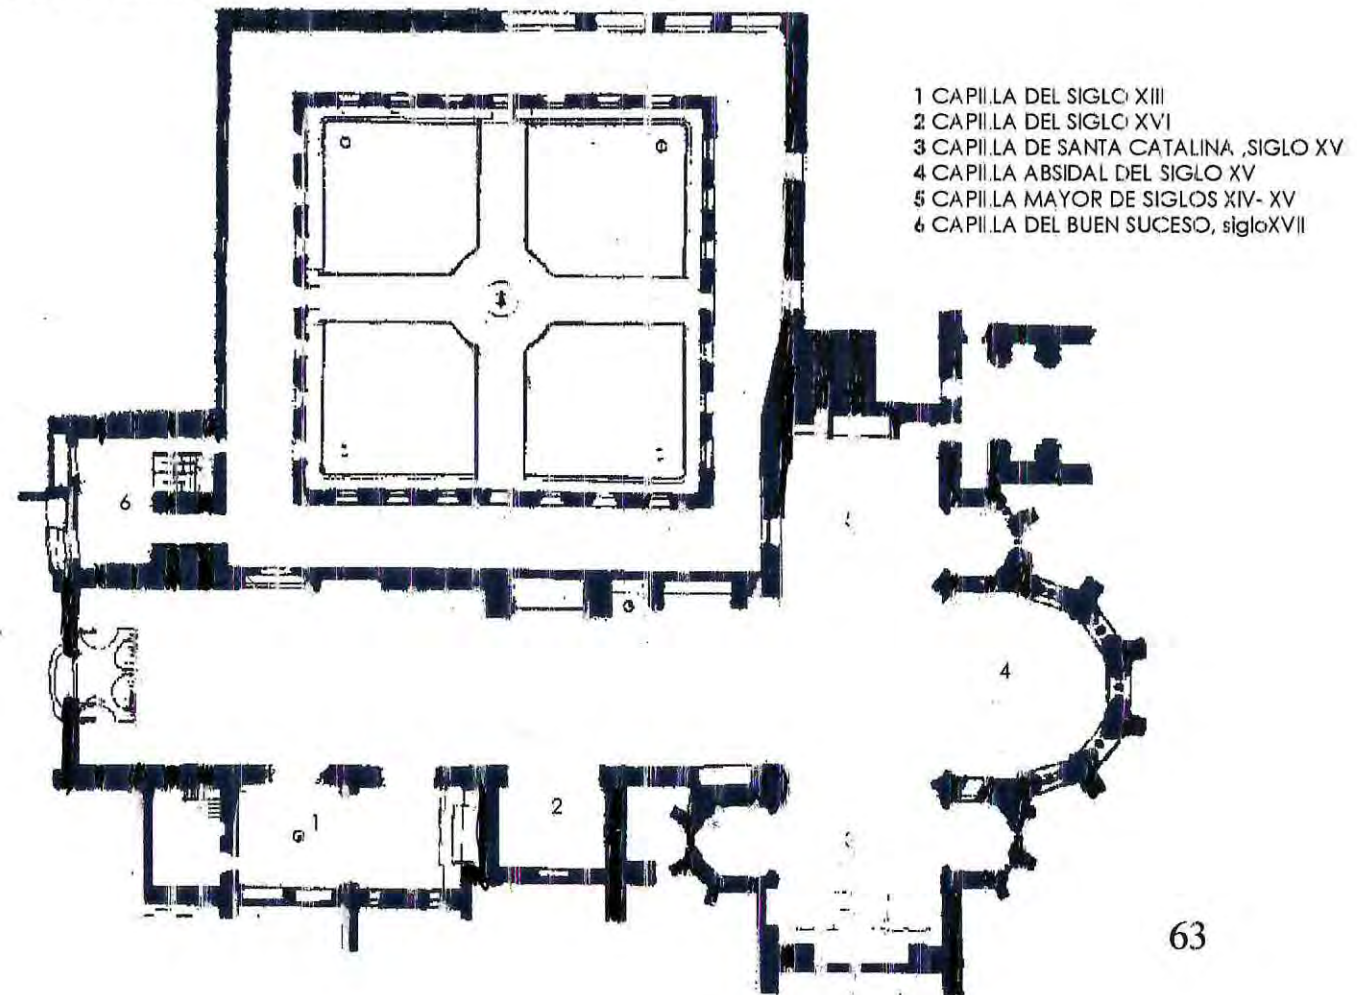 1 CAPILLA DEL SIGLO XIII
2 CAPILLA DEL SIGLO XVI
3 CAPILLA DE SANTA CATALINA ,SIGLO XV
4 CAPILLA ABSIDAL DEL SIGLO XV
5 CAPILLA MAYOR DE SIGLOS XIV- XV
6 CAPILLA DEL BUEN SUCESO, sigloXVII
6
5
4
1
2
3
63